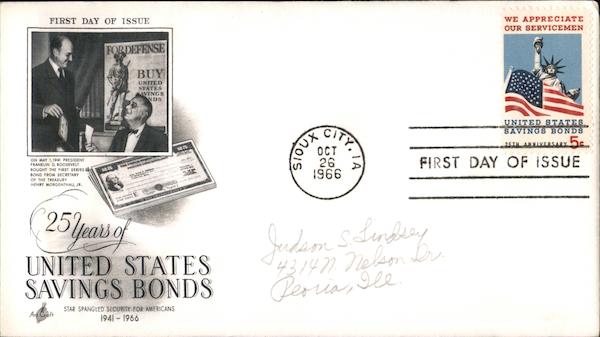 FIRST DAY OF ISSUE
FOR DEFENSE
BUY
UNITED
STATES
SAVINGS
BONDS
ON MAY 1, 1941 PRESIDENT
FRANKLIN D. ROOSEVELT
BOUGHT THE FIRST SERIES E
BOND FROM SECRETARY
OF THE TREASURY
HENRY MORGENTHAU, JR.
25 Years of
UNITED STATES
SAVINGS BONDS
STAR SPANGLED SECURITY FOR AMERICANS
1941 – 1966
Art Craft
SIOUX CITY, IA
OCT
26
1966
WE APPRECIATE
OUR SERVICEMEN
UNITED STATES
SAVINGS BONDS
25TH ANNIVERSARY 5c
FIRST DAY OF ISSUE
Judson S. Lindsey
4314 N. Nelson Dr.
Peoria, Ill.